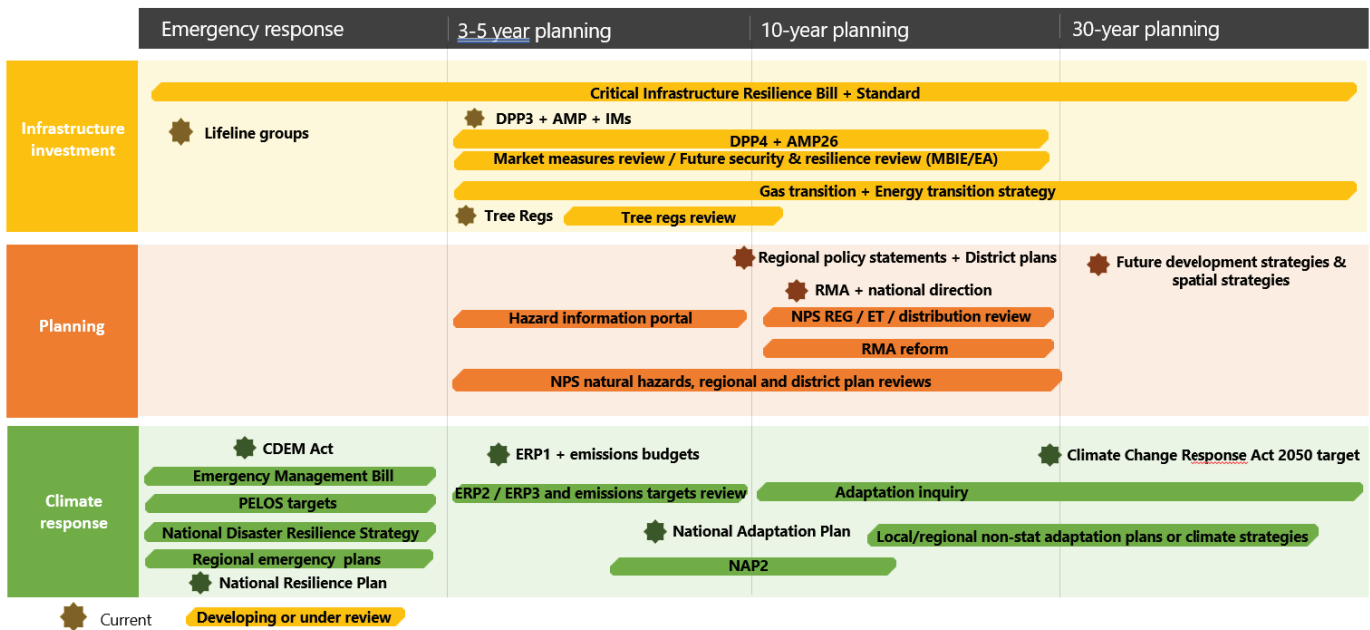 Emergency response
3-5 year planning
10-year planning
30-year planning
Infrastructure
investment
Critical Infrastructure Resilience Bill + Standard
Lifeline groups
DPP3 + AMP + IMs
DPP4 + AMP26
Market measures review / Future security & resilience review (MBIE/EA)
Gas transition + Energy transition strategy
Tree Regs
Tree regs review
Planning
Regional policy statements + District plans
Future development strategies &
spatial strategies
RMA + national direction
Hazard information portal
NPS REG / ET / distribution review
RMA reform
NPS natural hazards, regional and district plan reviews
Climate
response
CDEM Act
ERP1 + emissions budgets
Climate Change Response Act 2050 target
Emergency Management Bill
ERP2 / ERP3 and emissions targets review
Adaptation inquiry
PELOS targets
National Disaster Resilience Strategy
National Adaptation Plan
Local/regional non-stat adaptation plans or climate strategies
Regional emergency  plans
NAP2
National Resilience Plan
Current
Developing or under review